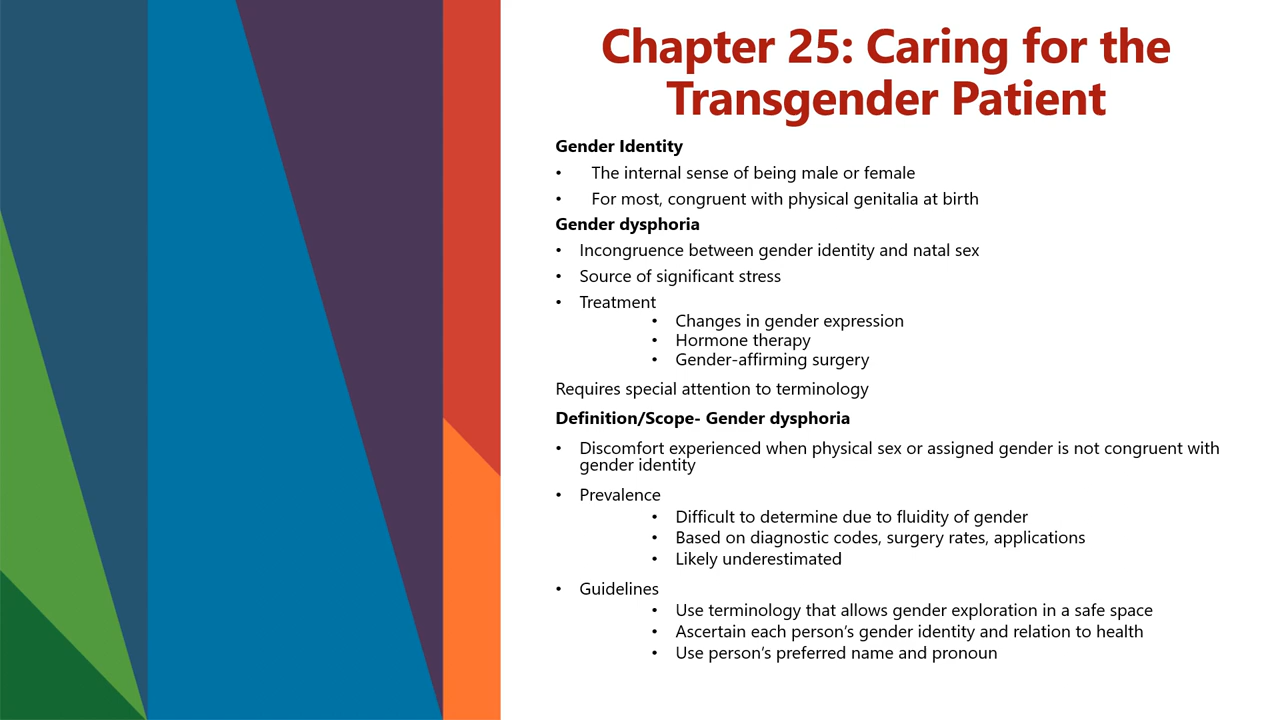 Chapter 25: Caring for the
Transgender Patient
Gender Identity
• The internal sense of being male or female
• For most, congruent with physical genitalia at birth
Gender dysphoria
• Incongruence between gender identity and natal sex
• Source of significant stress
• Treatment
• Changes in gender expression
• Hormone therapy
• Gender-affirming surgery
Requires special attention to terminology
Definition/Scope- Gender dysphoria
• Discomfort experienced when physical sex or assigned gender is not congruent with
gender identity
• Prevalence
• Difficult to determine due to fluidity of gender
• Based on diagnostic codes, surgery rates, applications
• Likely underestimated
• Guidelines
• Use terminology that allows gender exploration in a safe space
• Ascertain each person’s gender identity and relation to health
• Use person’s preferred name and pronoun